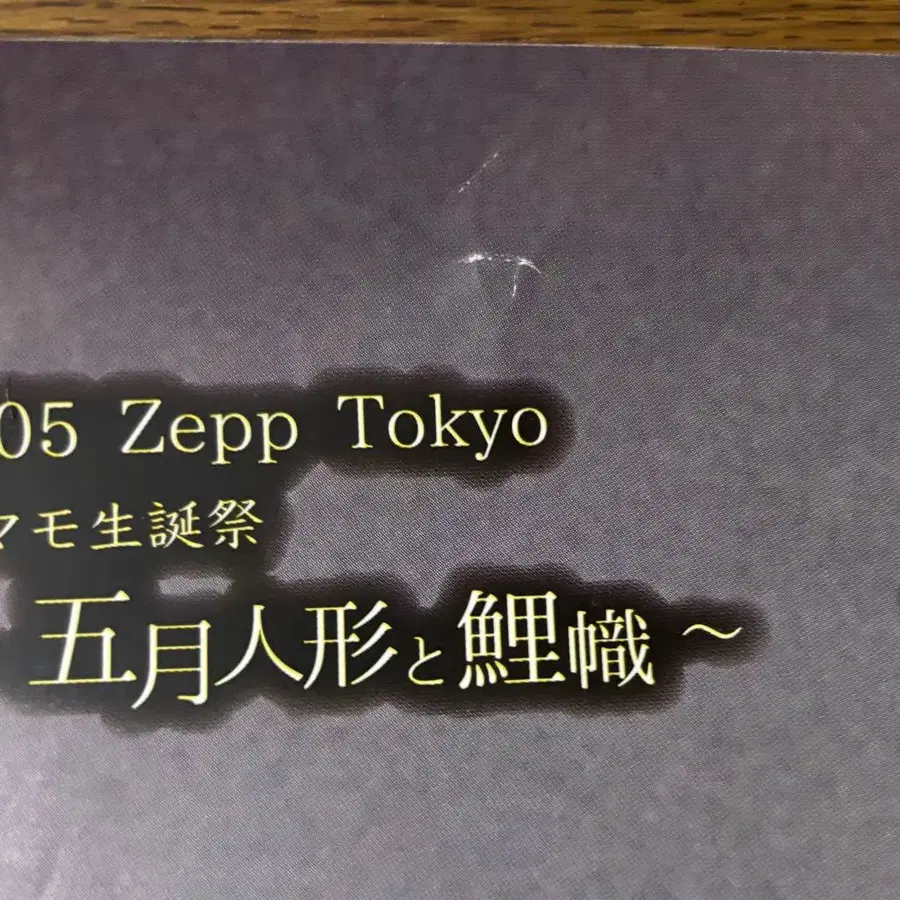 05 Zepp Tokyo
マモ生誕祭
五月人形と鯉幟～